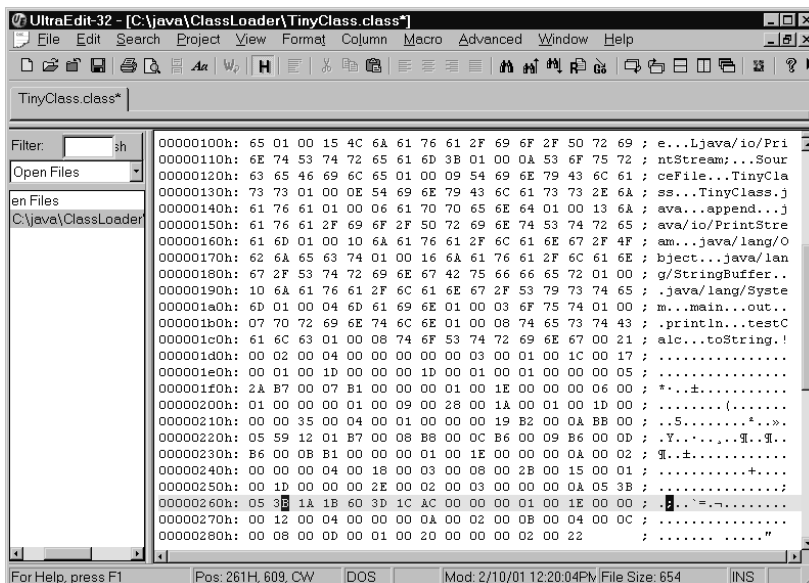 UltraEdit-32 - [C:\java\ClassLoader\TinyClass.class*]
File Edit Search Project View Format Column Macro Advanced Window Help
TinyClass.class*
Filter: sh
Open Files
en Files
C:\java\ClassLoader
00000100h: 65 01 00 15 4C 6A 61 76 61 2F 69 6F 2F 50 72 69 ; e...Ljava/io/Pri
00000110h: 6E 74 53 74 72 65 61 6D 3B 01 00 0A 53 6F 75 72 ; ntStream;...Sour
00000120h: 63 65 46 69 6C 65 01 00 09 54 69 6E 79 43 6C 61 ; ceFile...TinyCla
00000130h: 73 73 01 00 0E 54 69 6E 79 43 6C 61 73 73 2E 6A ; ss...TinyClass.j
00000140h: 61 76 61 01 00 06 61 70 70 65 6E 64 01 00 13 6A ; ava...append...j
00000150h: 61 76 61 2F 69 6F 2F 50 72 69 6E 74 53 74 72 65 ; ava/io/PrintStre
00000160h: 61 6D 01 00 10 6A 61 76 61 2F 6C 61 6E 67 2F 4F ; am...java/lang/O
00000170h: 62 6A 65 63 74 01 00 16 6A 61 76 61 2F 6C 61 6E ; bject...java/lan
00000180h: 67 2F 53 74 72 69 6E 67 42 75 66 66 65 72 01 00 ; g/StringBuffer..
00000190h: 10 6A 61 76 61 2F 6C 61 6E 67 2F 53 79 73 74 65 ; .java/lang/Syste
000001a0h: 6D 01 00 04 6D 61 69 6E 01 00 03 6F 75 74 01 00 ; m...main...out..
000001b0h: 07 70 72 69 6E 74 6C 6E 01 00 08 74 65 73 74 43 ; .println...testC
000001c0h: 61 6C 63 01 00 08 74 6F 53 74 72 69 6E 67 00 21 ; alc...toString.!
000001d0h: 00 02 00 04 00 00 00 00 00 03 00 01 00 1C 00 17 ; ................
000001e0h: 00 01 00 1D 00 00 00 1D 00 01 00 01 00 00 00 05 ; ................
000001f0h: 2A B7 00 07 B1 00 00 00 01 00 1E 00 00 00 06 00 ; *·..±...........
00000200h: 01 00 00 00 01 00 09 00 28 00 1A 00 01 00 1D 00 ; ........(.......
00000210h: 00 00 35 00 04 00 01 00 00 00 19 B2 00 0A BB 00 ; ..5........²..».
00000220h: 05 59 12 01 B7 00 08 B8 00 0C B6 00 09 B6 00 0D ; .Y..·..¸..¶..¶..
00000230h: B6 00 0B B1 00 00 00 01 00 1E 00 00 00 0A 00 02 ; ¶..±............
00000240h: 00 00 00 04 00 18 00 03 00 08 00 2B 00 15 00 01 ; ...........+....
00000250h: 00 1D 00 00 00 2E 00 02 00 03 00 00 00 0A 05 3B ; ...............;
00000260h: 05 3B 1A 1B 60 3D 1C AC 00 00 00 01 00 1E 00 00 ; .;..`=.¬........
00000270h: 00 12 00 04 00 00 00 0A 00 02 00 0B 00 04 00 0C ; ................
00000280h: 00 08 00 0D 00 01 00 20 00 00 00 02 00 22 ; ....... ....."
For Help, press F1 Pos: 261H, 609, CW DOS Mod: 2/10/01 12:20:04PM File Size: 654 INS